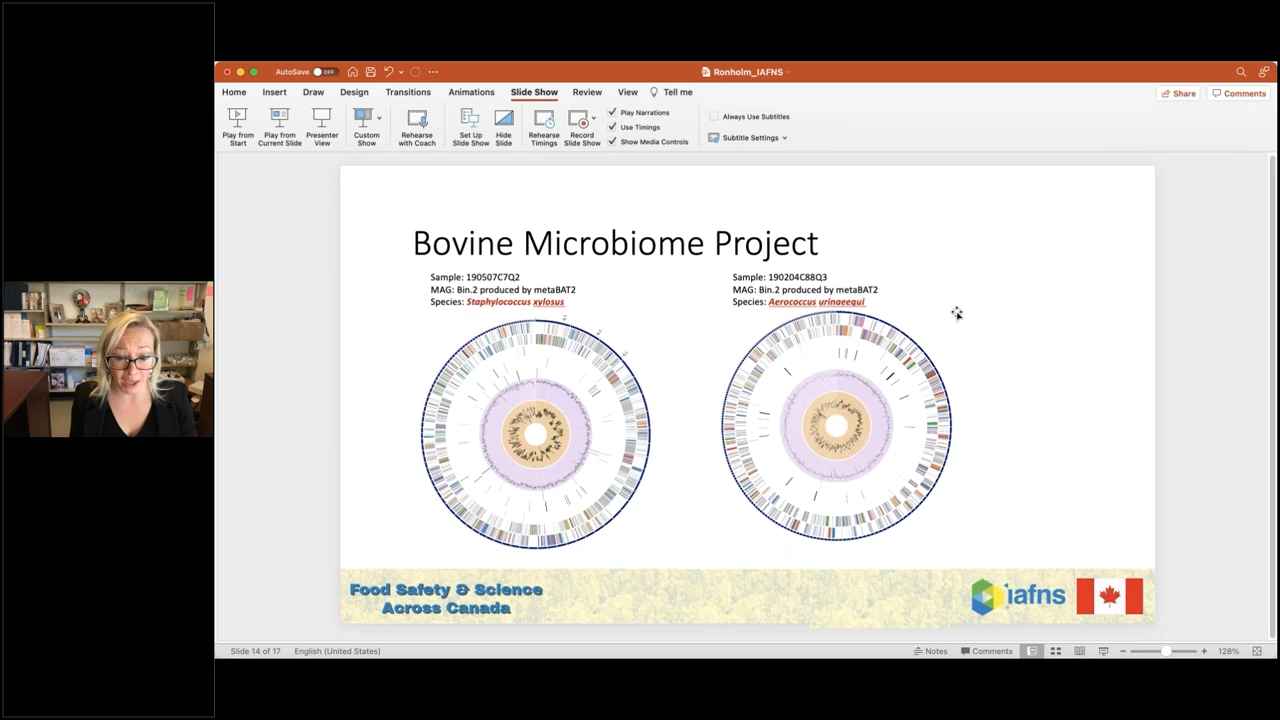 AutoSave OFF
Ronholm_IAFNS
Home Insert Draw Design Transitions Animations Slide Show Review View Tell me
Share Comments
Play from Start
Play from Current Slide
Presenter View
Custom Show
Rehearse with Coach
Set Up Slide Show
Hide Slide
Rehearse Timings
Record Slide Show
Play Narrations
Use Timings
Show Media Controls
Always Use Subtitles
Subtitle Settings
Bovine Microbiome Project
Sample: 190507C7Q2
MAG: Bin.2 produced by metaBAT2
Species: Staphylococcus xylosus
Sample: 190204C88Q3
MAG: Bin.2 produced by metaBAT2
Species: Aerococcus urinaeequi
Food Safety & Science
Across Canada
iafns
Slide 14 of 17 English (United States) Notes Comments 128%